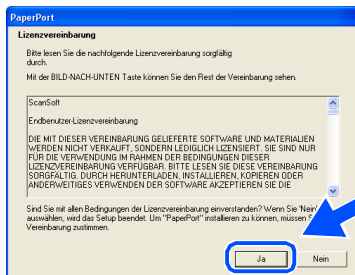 PaperPort
Lizenzvereinbarung
Bitte lesen Sie die nachfolgende Lizenzvereinbarung sorgfältig
durch.
Mit der BILD-NACH-UNTEN Taste können Sie den Rest der Vereinbarung sehen.
ScanSoft
Endbenutzer-Lizenzvereinbarung
DIE MIT DIESER VEREINBARUNG GELIEFERTE SOFTWARE UND MATERIALIEN
WERDEN NICHT VERKAUFT, SONDERN LEDIGLICH LIZENSIERT. SIE SIND NUR
FÜR DIE VERWENDUNG IM RAHMEN DER BEDINGUNGEN DIESER
LIZENZVEREINBARUNG VERFÜGBAR. BITTE LESEN SIE DIESE VEREINBARUNG
SORGFÄLTIG. DURCH HERUNTERLADEN, INSTALLIEREN, KOPIEREN ODER
ANDERWEITIGES VERWENDEN DER SOFTWARE AKZEPTIEREN SIE DIE
Sind Sie mit allen Bedingungen der Lizenzvereinbarung einverstanden? Wenn Sie 'Nein'
auswählen, wird das Setup beendet. Um "PaperPort" installieren zu können, müssen
Vereinbarung zustimmen.
Ja
Nein